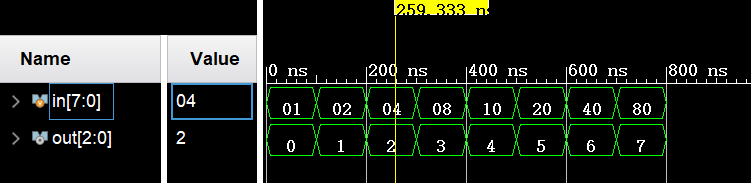 259.333 ns
Name Value
0 ns 200 ns 400 ns 600 ns 800 ns
in[7:0] 04 01 02 04 08 10 20 40 80
out[2:0] 2 0 1 2 3 4 5 6 7